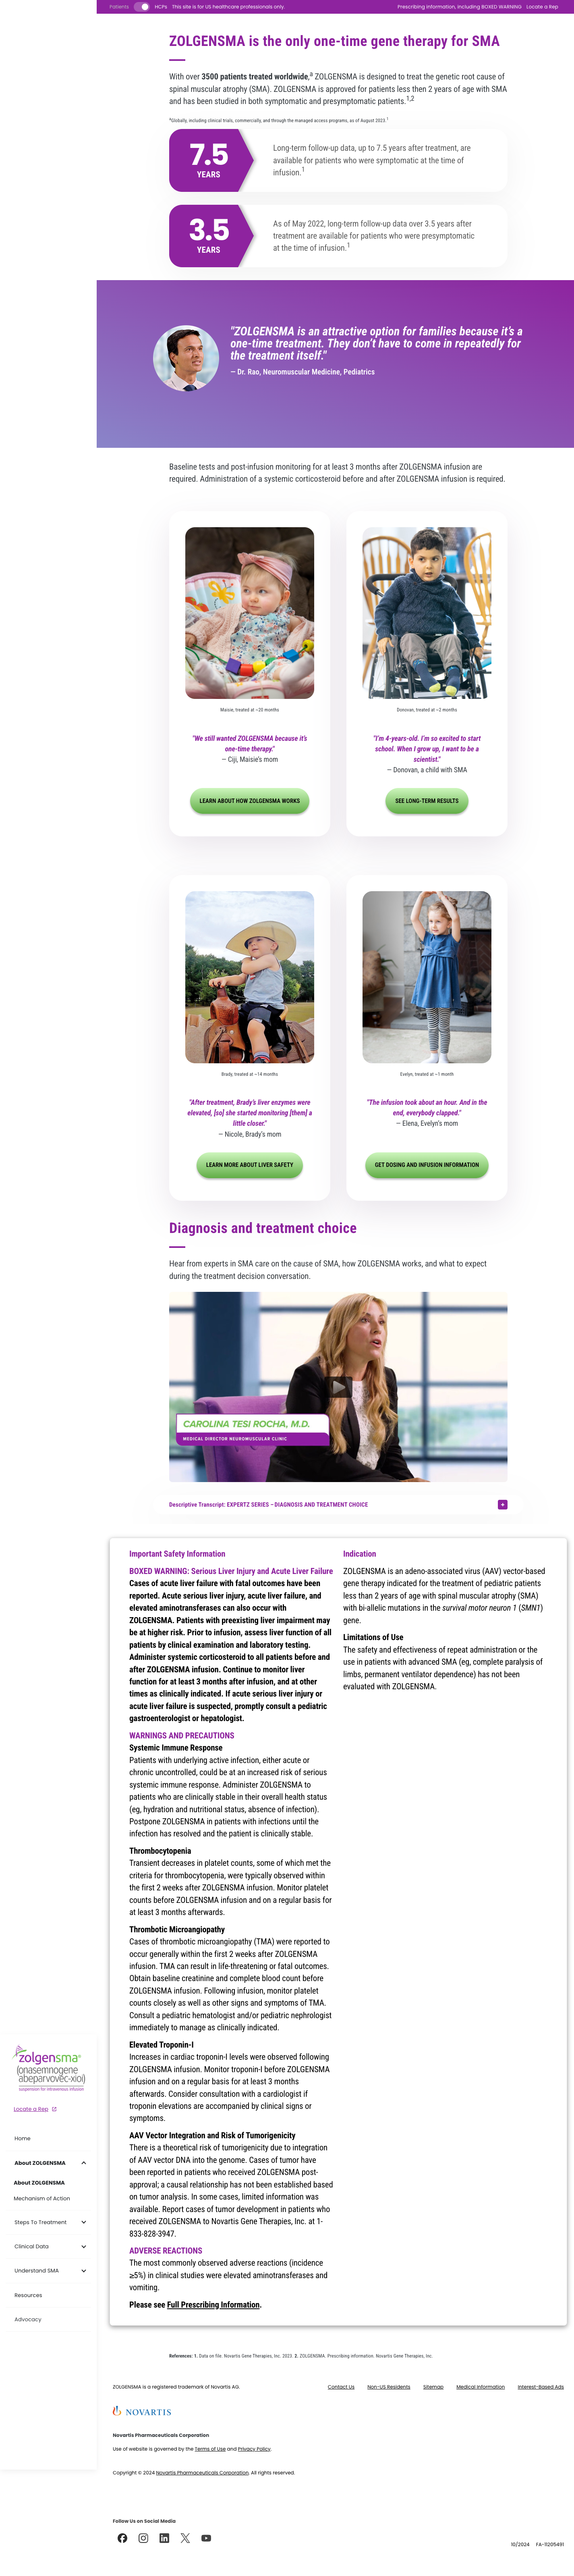 Patients HCPs This site is for US healthcare professionals only. Prescribing Information, including BOXED WARNING Locate a Rep
ZOLGENSMA is the only one-time gene therapy for SMA
With over 3500 patients treated worldwide,a ZOLGENSMA is designed to treat the genetic root cause of
spinal muscular atrophy (SMA). ZOLGENSMA is approved for patients less then 2 years of age with SMA
and has been studied in both symptomatic and presymptomatic patients.1,2
aGlobally, including clinical trials, commercially, and through the managed access programs, as of August 2023.1
7.5
YEARS
Long-term follow-up data, up to 7.5 years after treatment, are
available for patients who were symptomatic at the time of
infusion.1
3.5
YEARS
As of May 2022, long-term follow-up data over 3.5 years after
treatment are available for patients who were presymptomatic
at the time of infusion.1
"ZOLGENSMA is an attractive option for families because it's a
one-time treatment. They don't have to come in repeatedly for
the treatment itself."
— Dr. Rao, Neuromuscular Medicine, Pediatrics
Baseline tests and post-infusion monitoring for at least 3 months after ZOLGENSMA infusion are
required. Administration of a systemic corticosteroid before and after ZOLGENSMA infusion is required.
Maisie, treated at ~20 months
"We still wanted ZOLGENSMA because it's
one-time therapy."
— Ciji, Maisie's mom
LEARN ABOUT HOW ZOLGENSMA WORKS
Donovan, treated at ~2 months
"I'm 4-years-old. I'm so excited to start
school. When I grow up, I want to be a
scientist."
— Donovan, a child with SMA
SEE LONG-TERM RESULTS
Brady, treated at ~14 months
"After treatment, Brady's liver enzymes were
elevated, [so] she started monitoring [them] a
little closer."
— Nicole, Brady's mom
LEARN MORE ABOUT LIVER SAFETY
Evelyn, treated at ~1 month
"The infusion took about an hour. And in the
end, everybody clapped."
— Elena, Evelyn's mom
GET DOSING AND INFUSION INFORMATION
Diagnosis and treatment choice
Hear from experts in SMA care on the cause of SMA, how ZOLGENSMA works, and what to expect
during the treatment decision conversation.
CAROLINA TESI ROCHA, M.D.
MEDICAL DIRECTOR NEUROMUSCULAR CLINIC
Descriptive Transcript: EXPERTZ SERIES – DIAGNOSIS AND TREATMENT CHOICE +
Important Safety Information
BOXED WARNING: Serious Liver Injury and Acute Liver Failure
Cases of acute liver failure with fatal outcomes have been
reported. Acute serious liver injury, acute liver failure, and
elevated aminotransferases can also occur with
ZOLGENSMA. Patients with preexisting liver impairment may
be at higher risk. Prior to infusion, assess liver function of all
patients by clinical examination and laboratory testing.
Administer systemic corticosteroid to all patients before and
after ZOLGENSMA infusion. Continue to monitor liver
function for at least 3 months after infusion, and at other
times as clinically indicated. If acute serious liver injury or
acute liver failure is suspected, promptly consult a pediatric
gastroenterologist or hepatologist.
WARNINGS AND PRECAUTIONS
Systemic Immune Response
Patients with underlying active infection, either acute or
chronic uncontrolled, could be at an increased risk of serious
systemic immune response. Administer ZOLGENSMA to
patients who are clinically stable in their overall health status
(eg, hydration and nutritional status, absence of infection).
Postpone ZOLGENSMA in patients with infections until the
infection has resolved and the patient is clinically stable.
Thrombocytopenia
Transient decreases in platelet counts, some of which met the
criteria for thrombocytopenia, were typically observed within
the first 2 weeks after ZOLGENSMA infusion. Monitor platelet
counts before ZOLGENSMA infusion and on a regular basis for
at least 3 months afterwards.
Thrombotic Microangiopathy
Cases of thrombotic microangiopathy (TMA) were reported to
occur generally within the first 2 weeks after ZOLGENSMA
infusion. TMA can result in life-threatening or fatal outcomes.
Obtain baseline creatinine and complete blood count before
ZOLGENSMA infusion. Following infusion, monitor platelet
counts closely as well as other signs and symptoms of TMA.
Consult a pediatric hematologist and/or pediatric nephrologist
immediately to manage as clinically indicated.
Elevated Troponin-I
Increases in cardiac troponin-I levels were observed following
ZOLGENSMA infusion. Monitor troponin-I before ZOLGENSMA
infusion and on a regular basis for at least 3 months
afterwards. Consider consultation with a cardiologist if
troponin elevations are accompanied by clinical signs or
symptoms.
AAV Vector Integration and Risk of Tumorigenicity
There is a theoretical risk of tumorigenicity due to integration
of AAV vector DNA into the genome. Cases of tumor have
been reported in patients who received ZOLGENSMA post-
approval; a causal relationship has not been established based
on tumor analysis. In some cases, limited information was
available. Report cases of tumor development in patients who
received ZOLGENSMA to Novartis Gene Therapies, Inc. at 1-
833-828-3947.
ADVERSE REACTIONS
The most commonly observed adverse reactions (incidence
≥5%) in clinical studies were elevated aminotransferases and
vomiting.
Please see Full Prescribing Information.
Indication
ZOLGENSMA is an adeno-associated virus (AAV) vector-based
gene therapy indicated for the treatment of pediatric patients
less than 2 years of age with spinal muscular atrophy (SMA)
with bi-allelic mutations in the survival motor neuron 1 (SMN1)
gene.
Limitations of Use
The safety and effectiveness of repeat administration or the
use in patients with advanced SMA (eg, complete paralysis of
limbs, permanent ventilator dependence) has not been
evaluated with ZOLGENSMA.
zolgensma®
(onasemnogene
abeparvovec-xioi)
suspension for intravenous infusion
Locate a Rep
Home
About ZOLGENSMA
About ZOLGENSMA
Mechanism of Action
Steps To Treatment
Clinical Data
Understand SMA
Resources
Advocacy
References: 1. Data on file. Novartis Gene Therapies, Inc. 2023. 2. ZOLGENSMA. Prescribing information. Novartis Gene Therapies, Inc.
ZOLGENSMA is a registered trademark of Novartis AG. Contact Us Non-US Residents Sitemap Medical Information Interest-Based Ads
NOVARTIS
Novartis Pharmaceuticals Corporation
Use of website is governed by the Terms of Use and Privacy Policy.
Copyright © 2024 Novartis Pharmaceuticals Corporation. All rights reserved.
Follow Us on Social Media
10/2024 FA-11205491